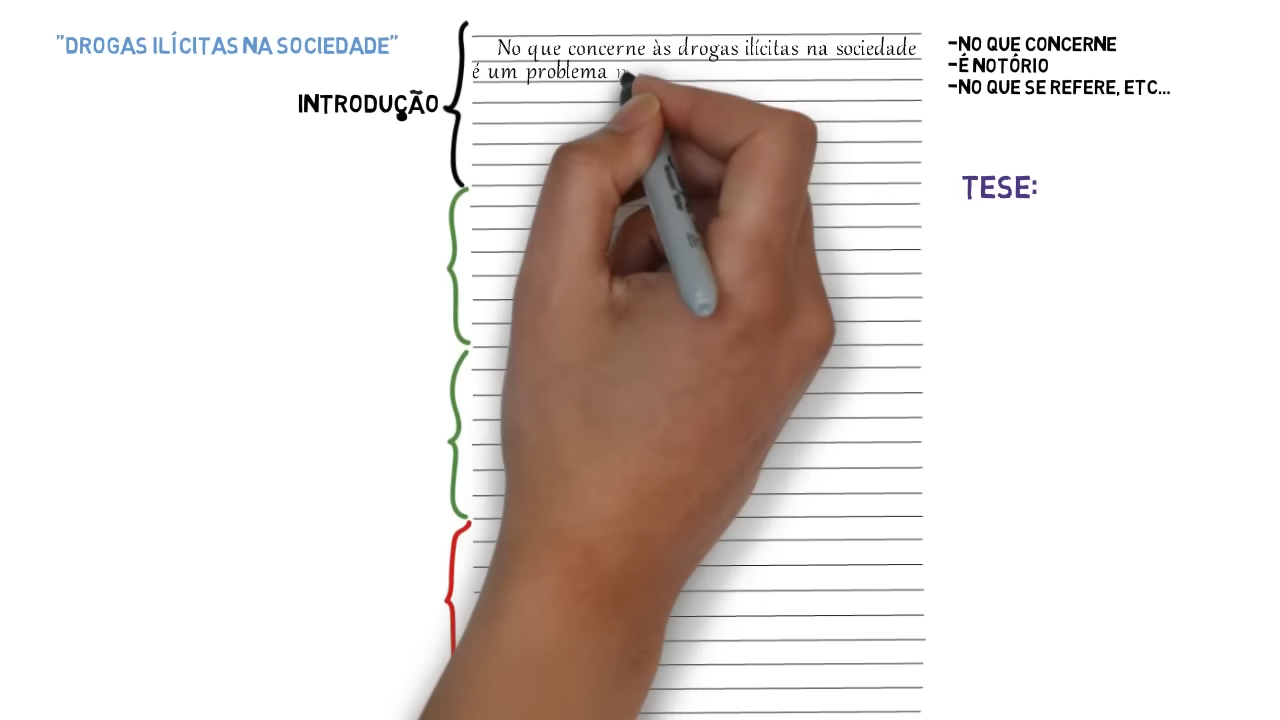 "DROGAS ILÍCITAS NA SOCIEDADE"
INTRODUÇÃO
No que concerne às drogas ilícitas na sociedade
é um problema
-NO QUE CONCERNE
-É NOTÓRIO
-NO QUE SE REFERE, ETC...
TESE: